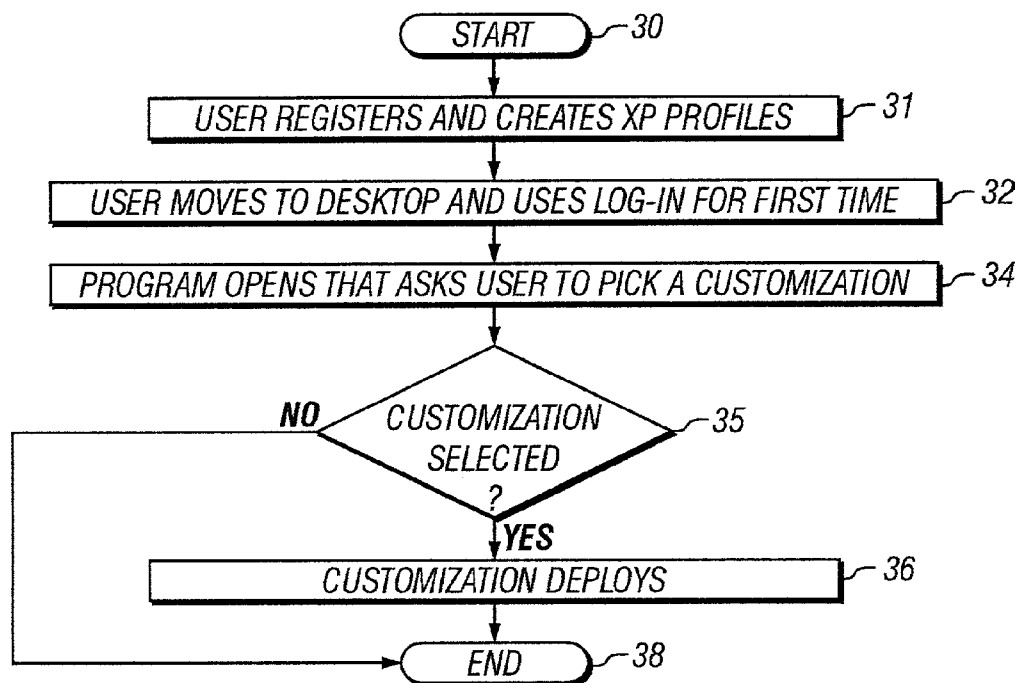 START
30
USER REGISTERS AND CREATES XP PROFILES
31
USER MOVES TO DESKTOP AND USES LOG-IN FOR FIRST TIME
32
PROGRAM OPENS THAT ASKS USER TO PICK A CUSTOMIZATION
34
NO
CUSTOMIZATION
SELECTED
?
35
YES
CUSTOMIZATION DEPLOYS
36
END
38